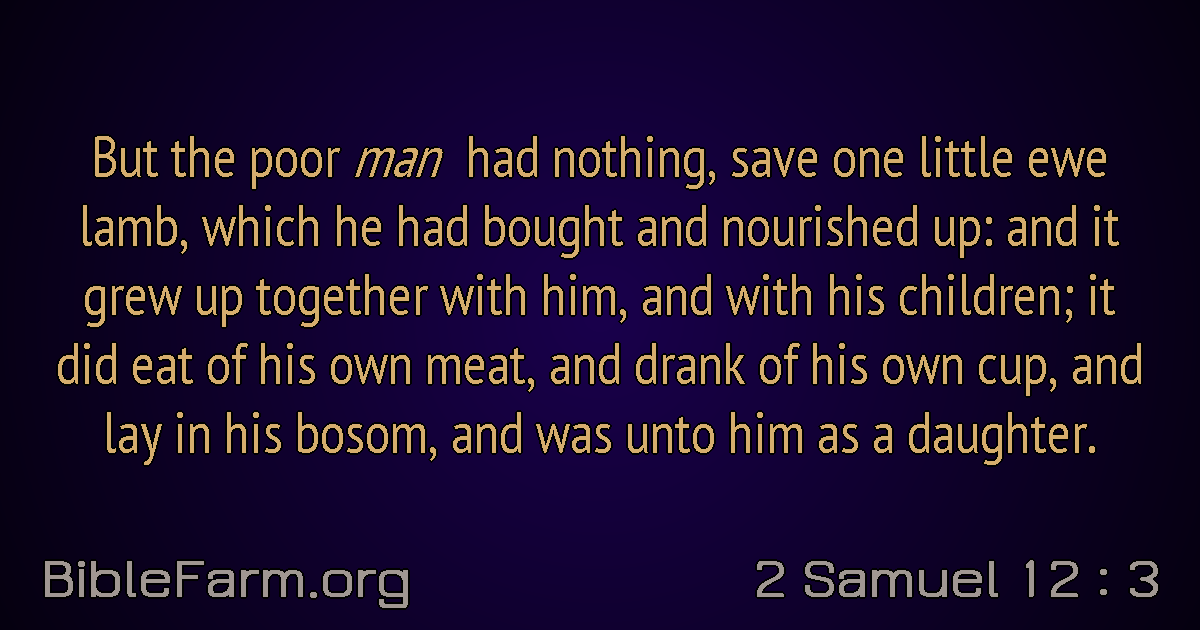 But the poor man had nothing, save one little ewe
lamb, which he had bought and nourished up: and it
grew up together with him, and with his children; it
did eat of his own meat, and drank of his own cup, and
lay in his bosom, and was unto him as a daughter.
BibleFarm.org
2 Samuel 12 : 3